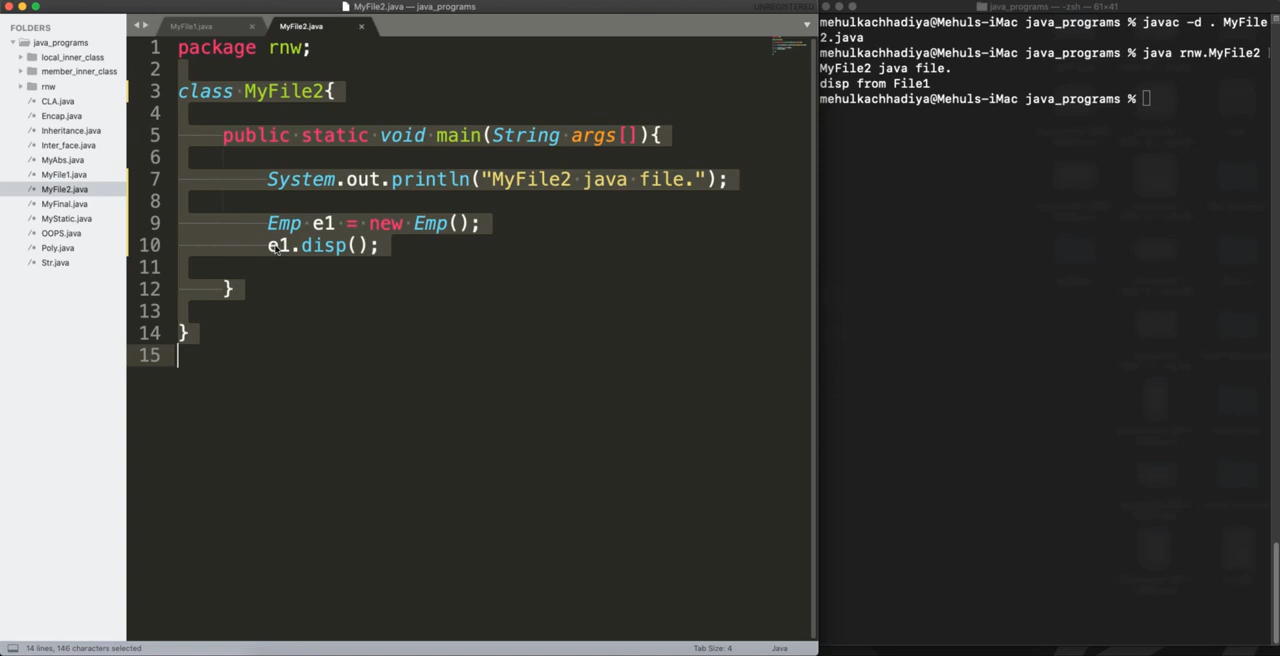 MyFile2.java — java_programs
UNREGISTERED
FOLDERS
java_programs
local_inner_class
member_inner_class
rnw
CLA.java
Encap.java
Inheritance.java
Inter_face.java
MyAbs.java
MyFile1.java
MyFile2.java
MyFinal.java
MyStatic.java
OOPS.java
Poly.java
Str.java
MyFile1.java
MyFile2.java
1 package rnw;
2
3 class MyFile2{
4
5 public static void main(String args[]){
6
7 System.out.println("MyFile2 java file.");
8
9 Emp e1 = new Emp();
10 e1.disp();
11
12 }
13
14 }
15
14 lines, 146 characters selected
Tab Size: 4
Java
java_programs — -zsh — 61×41
mehulkachhadiya@Mehuls-iMac java_programs % javac -d . MyFile
2.java
mehulkachhadiya@Mehuls-iMac java_programs % java rnw.MyFile2
MyFile2 java file.
disp from File1
mehulkachhadiya@Mehuls-iMac java_programs %